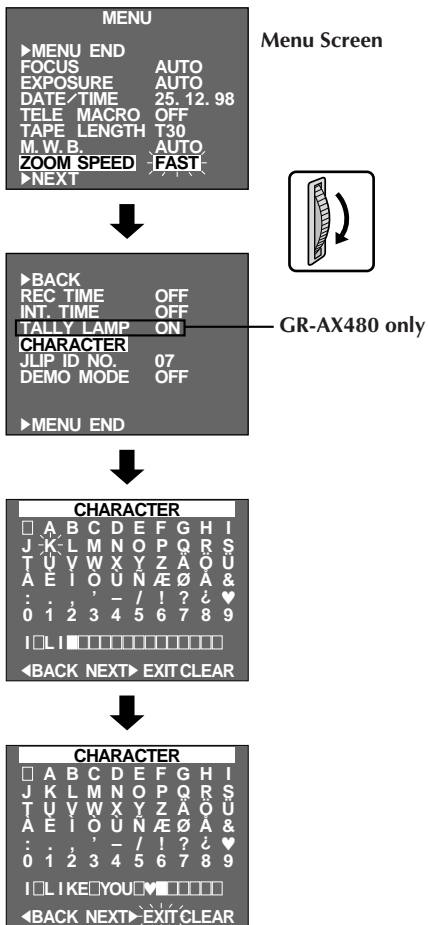 MENU
Menu Screen
▶MENU END
FOCUS AUTO
EXPOSURE AUTO
DATE/TIME 25. 12. 98
TELE MACRO OFF
TAPE LENGTH T30
M. W. B. AUTO
ZOOM SPEED FAST
▶NEXT
▶BACK
REC TIME OFF
INT. TIME OFF
TALLY LAMP ON
GR-AX480 only
CHARACTER
JLIP ID NO. 07
DEMO MODE OFF
▶MENU END
CHARACTER
□ A B C D E F G H I
J K L M N O P Q R S
T U V W X Y Z Ä Ö Ü
À È Ì Ò Ù Ñ Æ Ø Å &
: . , ’ – / ! ? ¿ ♥
0 1 2 3 4 5 6 7 8 9
I□LI■□□□□□□□□□□□□□
◀BACK NEXT▶ EXIT CLEAR
CHARACTER
□ A B C D E F G H I
J K L M N O P Q R S
T U V W X Y Z Ä Ö Ü
À È Ì Ò Ù Ñ Æ Ø Å &
: . , ’ – / ! ? ¿ ♥
0 1 2 3 4 5 6 7 8 9
I□LIKE□YOU□♥■□□□□□
◀BACK NEXT▶ EXIT CLEAR